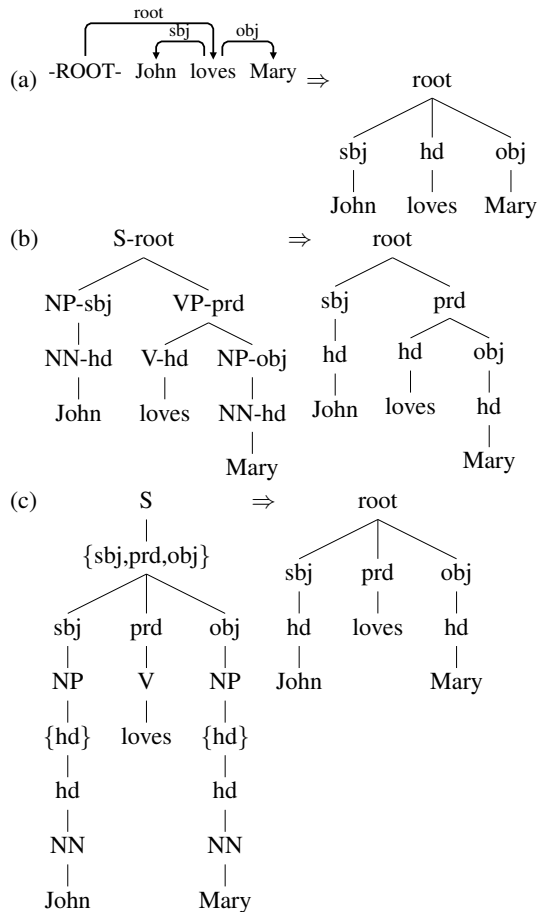 root
sbj obj
-ROOT- John loves Mary
(a) ⇒ root
sbj hd obj
John loves Mary
(b) S-root ⇒ root
NP-sbj VP-prd sbj prd
NN-hd V-hd NP-obj hd hd obj
John loves NN-hd John loves hd
Mary Mary
(c) S ⇒ root
{sbj,prd,obj} sbj prd obj
sbj prd obj hd loves hd
NP V NP John Mary
{hd} loves {hd}
hd hd
NN NN
John Mary